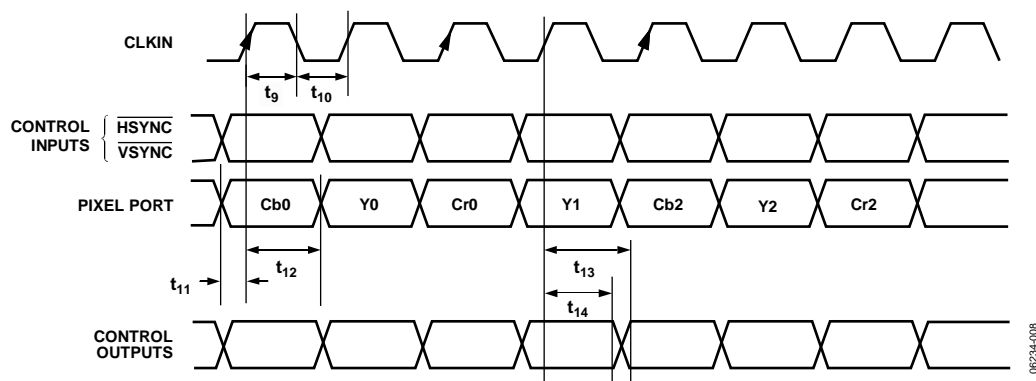 CLKIN
t9
t10
CONTROL INPUTS
HSYNC
VSYNC
PIXEL PORT
Cb0 Y0 Cr0 Y1 Cb2 Y2 Cr2
t12
t13
t11
t14
CONTROL OUTPUTS
06234-008